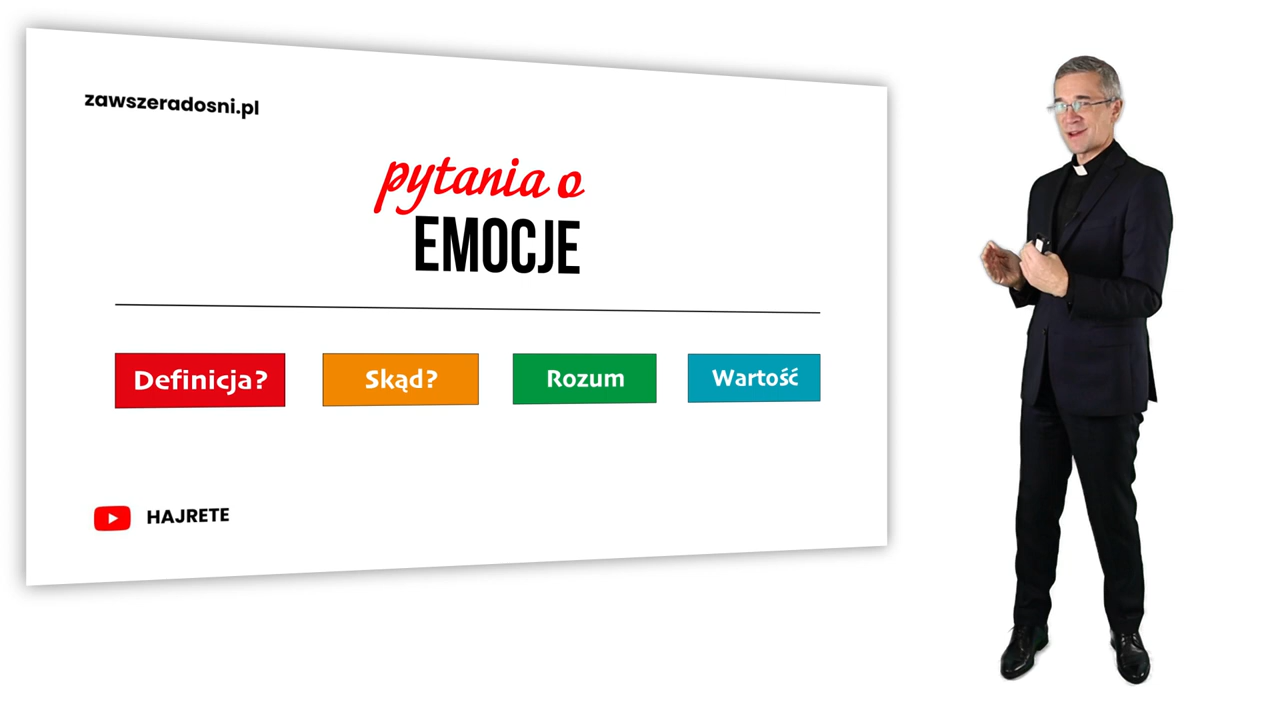 zawszeradosni.pl
pytania o
EMOCJE
Definicja?
Skąd?
Rozum
Wartość
HAJRETE